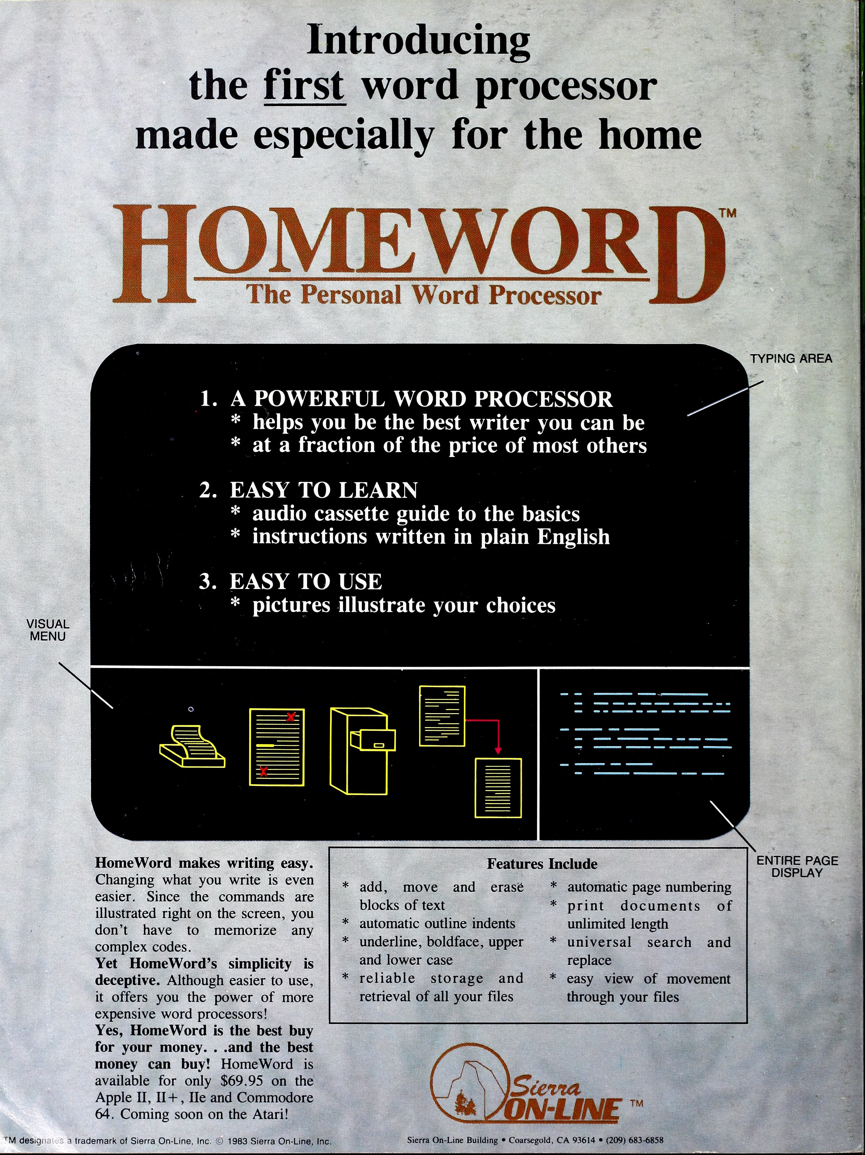 Introducing
the first word processor
made especially for the home
HOMEWORD™
The Personal Word Processor
TYPING AREA
1. A POWERFUL WORD PROCESSOR
* helps you be the best writer you can be
* at a fraction of the price of most others
2. EASY TO LEARN
* audio cassette guide to the basics
* instructions written in plain English
3. EASY TO USE
* pictures illustrate your choices
VISUAL
MENU
ENTIRE PAGE
DISPLAY
HomeWord makes writing easy.
Changing what you write is even
easier. Since the commands are
illustrated right on the screen, you
don't have to memorize any
complex codes.
Yet HomeWord's simplicity is
deceptive. Although easier to use,
it offers you the power of more
expensive word processors!
Yes, HomeWord is the best buy
for your money. . .and the best
money can buy! HomeWord is
available for only $69.95 on the
Apple II, II+, IIe and Commodore
64. Coming soon on the Atari!
Features Include
* add, move and erase
blocks of text
* automatic outline indents
* underline, boldface, upper
and lower case
* reliable storage and
retrieval of all your files
* automatic page numbering
* print documents of
unlimited length
* universal search and
replace
* easy view of movement
through your files
Sierra
ON-LINE ™
TM designates a trademark of Sierra On-Line, Inc. © 1983 Sierra On-Line, Inc.
Sierra On-Line Building • Coarsegold, CA 93614 • (209) 683-6858